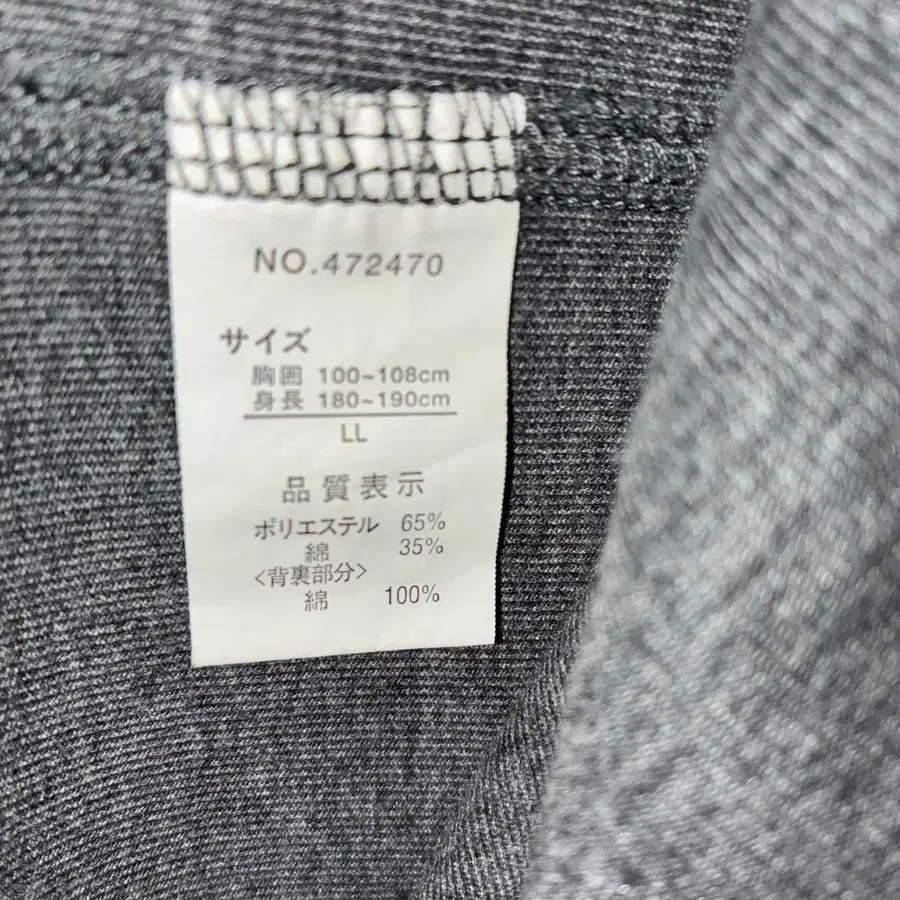 NO.472470
サイズ
胸囲 100~108cm
身長 180~190cm
LL
品質表示
ポリエステル 65%
綿 35%
<背裏部分>
綿 100%